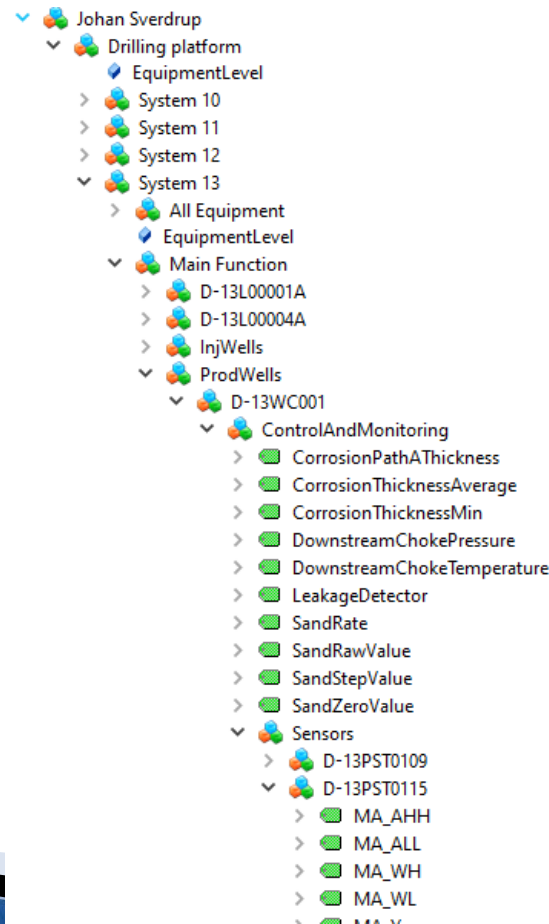 Johan Sverdrup
Drilling platform
EquipmentLevel
System 10
System 11
System 12
System 13
All Equipment
EquipmentLevel
Main Function
D-13L00001A
D-13L00004A
InjWells
ProdWells
D-13WC001
ControlAndMonitoring
CorrosionPathAThickness
CorrosionThicknessAverage
CorrosionThicknessMin
DownstreamChokePressure
DownstreamChokeTemperature
LeakageDetector
SandRate
SandRawValue
SandStepValue
SandZeroValue
Sensors
D-13PST0109
D-13PST0115
MA_AHH
MA_ALL
MA_WH
MA_WL